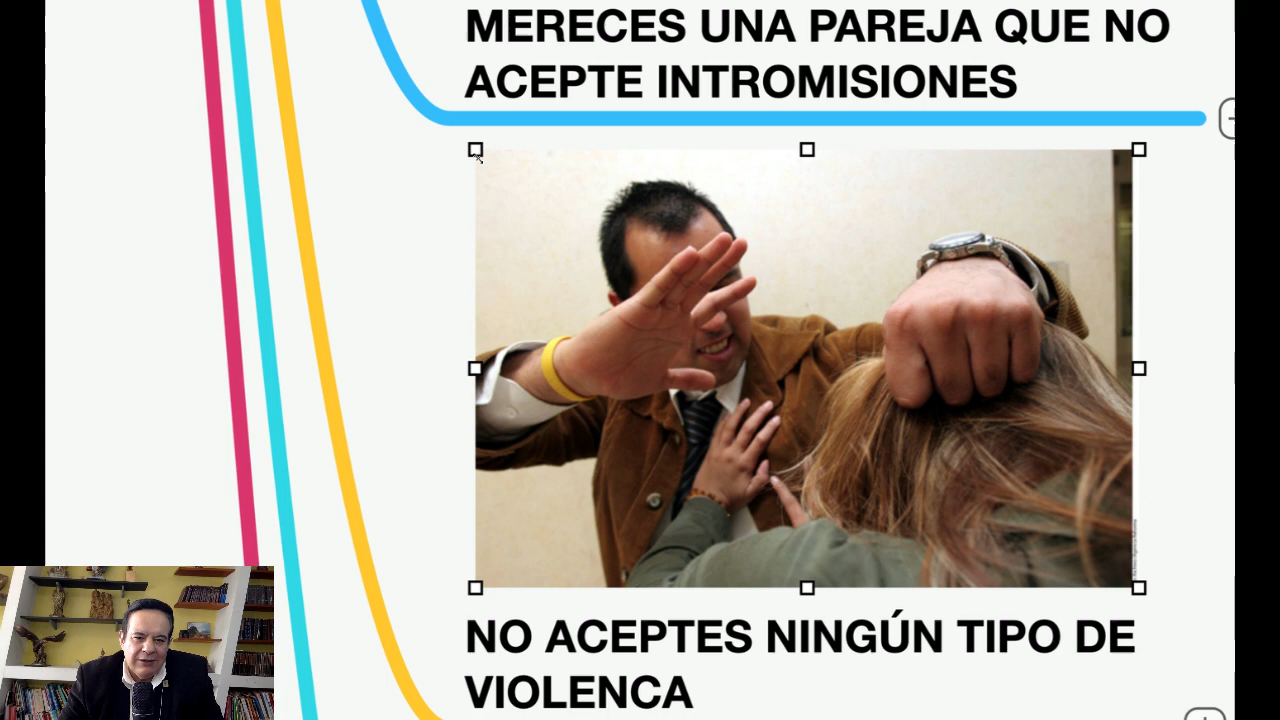 MERECES UNA PAREJA QUE NO
ACEPTE INTROMISIONES
NO ACEPTES NINGÚN TIPO DE
VIOLENCA